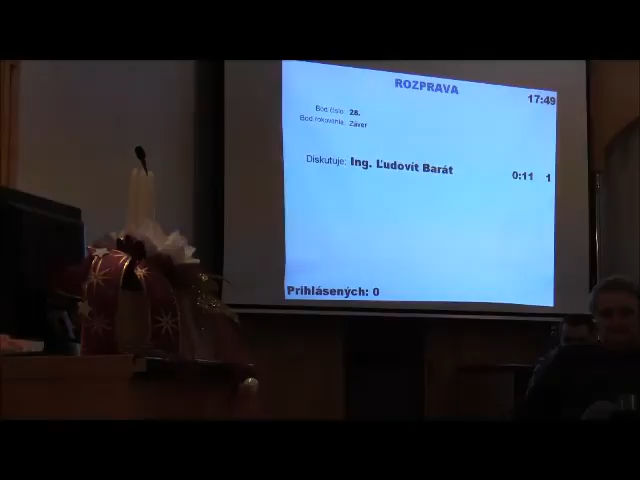 ROZPRAVA
17:49
Bod číslo: 28.
Bod rokovania: Záver
Diskutuje: Ing. Ľudovít Barát 0:11 1
Prihlásených: 0